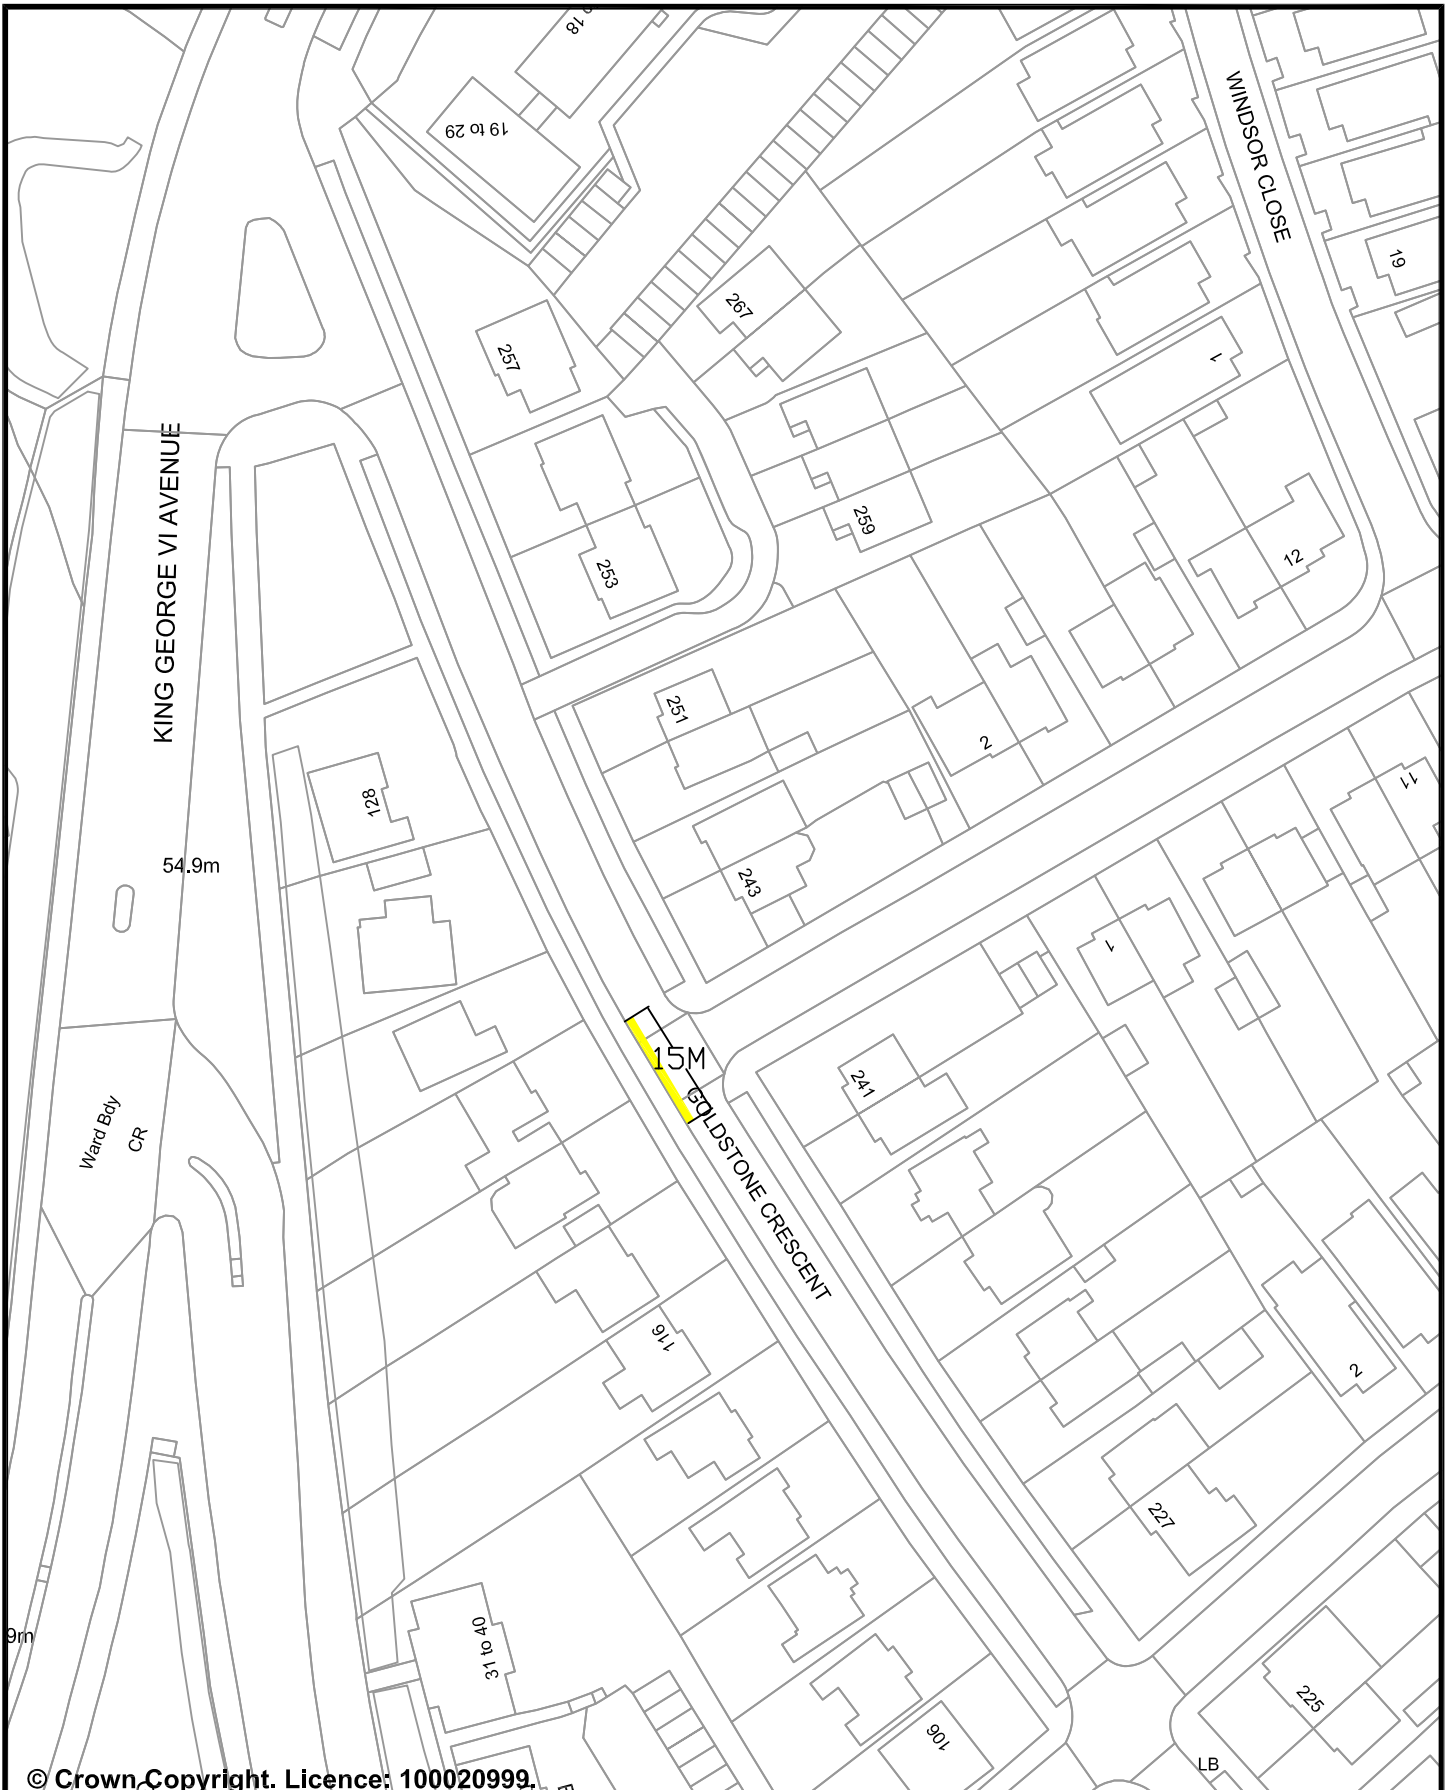 18
19 to 29
WINDSOR CLOSE
19
267
257
1
KING GEORGE VI AVENUE
259
253
12
251
2
11
128
54.9m
243
1
15M
241
GOLDSTONE CRESCENT
Ward Bdy
CR
116
2
227
31 to 40
9m
225
106
LB
© Crown Copyright. Licence: 100020999.